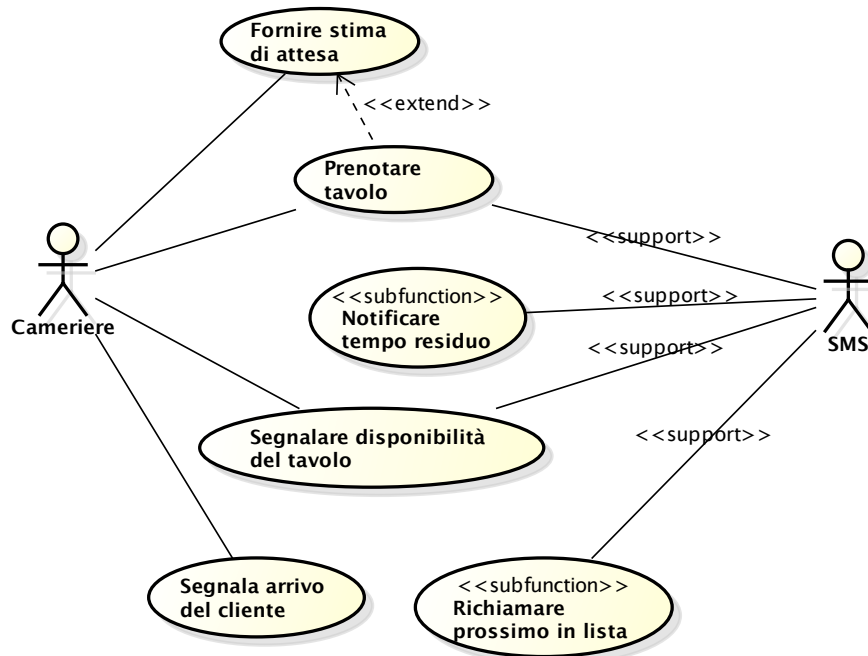 Fornire stima
di attesa
<<extend>>
Prenotare
tavolo
<<support>>
<<subfunction>>
Notificare
tempo residuo
<<support>>
Cameriere
SMS
<<support>>
Segnalare disponibilità
del tavolo
<<support>>
Segnala arrivo
del cliente
<<subfunction>>
Richiamare
prossimo in lista